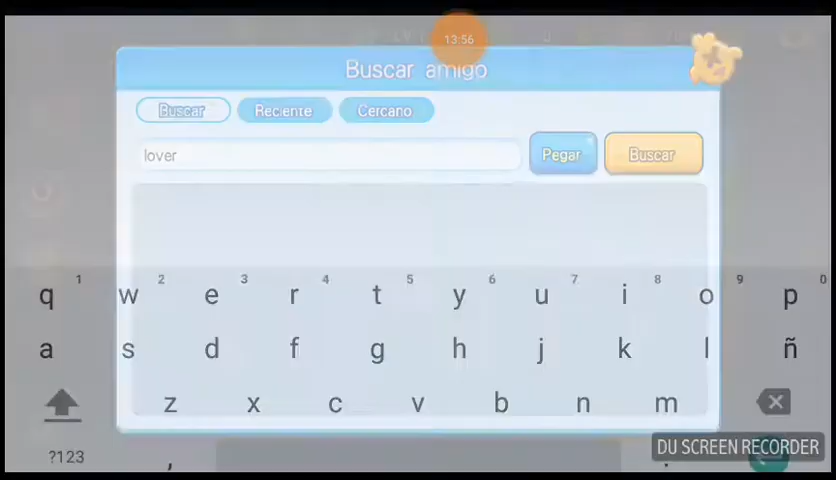 13:56
Buscar amigo
Buscar Reciente Cercano
lover Pegar Buscar
1 2 3 4 5 6 7 8 9 0
q w e r t y u i o p
a s d f g h j k l ñ
z x c v b n m
DU SCREEN RECORDER
?123 , .